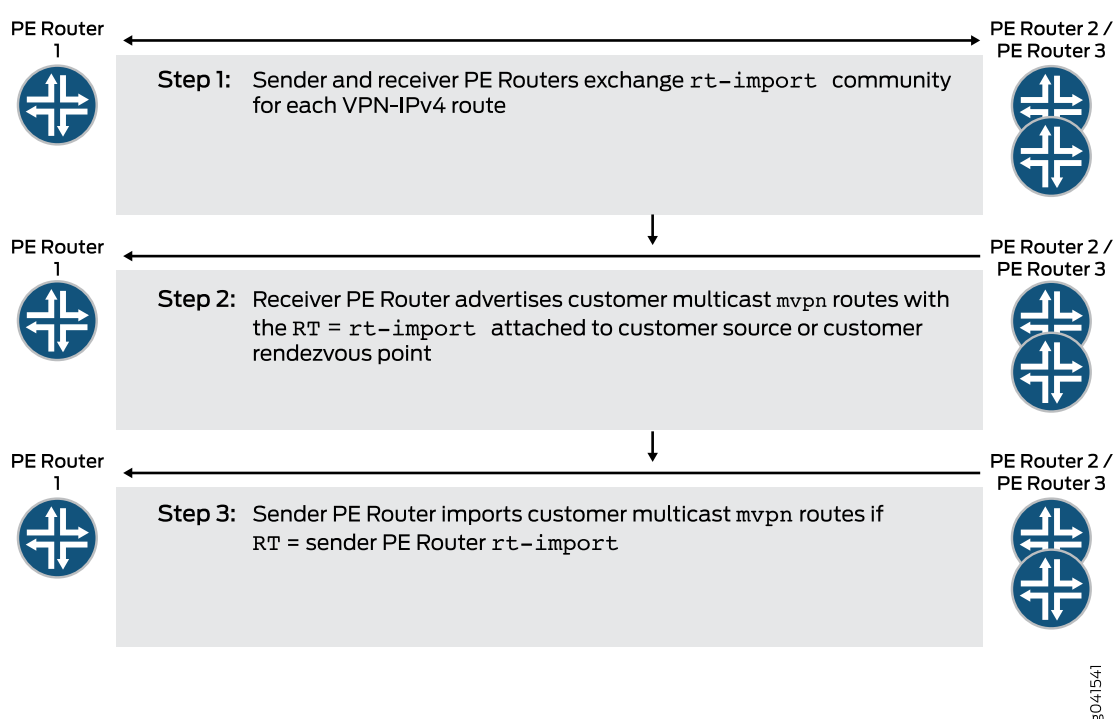 PE Router
1
PE Router 2 /
PE Router 3
Step 1: Sender and receiver PE Routers exchange rt-import community
for each VPN-IPv4 route
PE Router
1
PE Router 2 /
PE Router 3
Step 2: Receiver PE Router advertises customer multicast mvpn routes with
the RT = rt-import attached to customer source or customer
rendezvous point
PE Router
1
PE Router 2 /
PE Router 3
Step 3: Sender PE Router imports customer multicast mvpn routes if
RT = sender PE Router rt-import
g041541